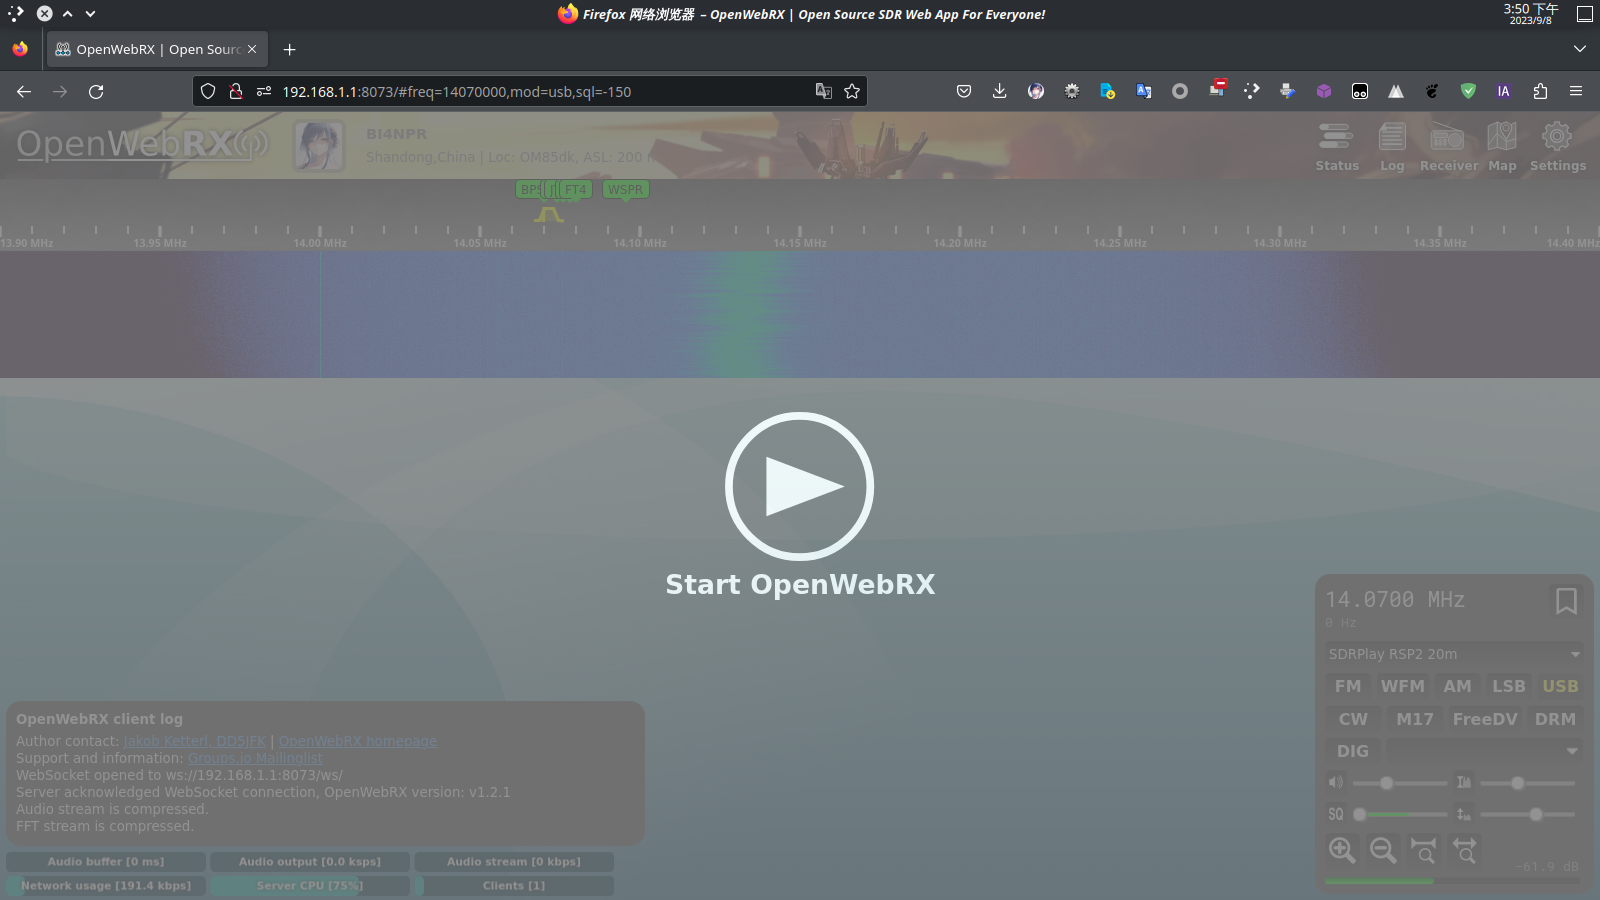 Firefox 网络浏览器 – OpenWebRX | Open Source SDR Web App For Everyone!
3:50 下午
2023/9/8
OpenWebRX | Open Sourc
192.168.1.1:8073/#freq=14070000,mod=usb,sql=-150
IA
OpenWebRX
BI4NPR
Shandong,China | Loc: OM85dk, ASL: 200
Status Log Receiver Map Settings
BPS J FT4 WSPR
13.90 MHz 13.95 MHz 14.00 MHz 14.05 MHz 14.10 MHz 14.15 MHz 14.20 MHz 14.25 MHz 14.30 MHz 14.35 MHz 14.40 MHz
Start OpenWebRX
14.0700 MHz
0 Hz
SDRPlay RSP2 20m
FM WFM AM LSB USB
CW M17 FreeDV DRM
DIG
SQ
-61.9 dB
OpenWebRX client log
Author contact: Jakob Ketterl, DD5JFK | OpenWebRX homepage
Support and information: Groups.io Mailinglist
WebSocket opened to ws://192.168.1.1:8073/ws/
Server acknowledged WebSocket connection, OpenWebRX version: v1.2.1
Audio stream is compressed.
FFT stream is compressed.
Audio buffer [0 ms] Audio output [0.0 ksps] Audio stream [0 kbps]
Network usage [191.4 kbps] Server CPU [75%] Clients [1]